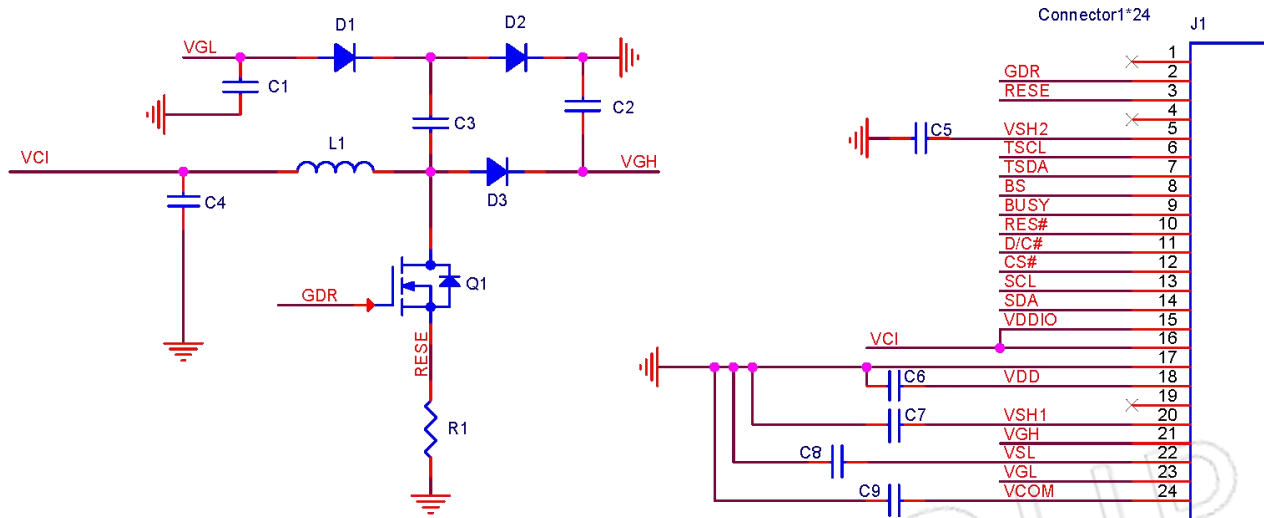 Connector1*24
J1
D1
D2
VGL
C1
C2
C3
VCI
L1
VGH
D3
C4
GDR
Q1
RESE
R1
1
GDR 2
RESE 3
4
C5 VSH2 5
TSCL 6
TSDA 7
BS 8
BUSY 9
RES# 10
D/C# 11
CS# 12
SCL 13
SDA 14
VDDIO 15
VCI 16
17
C6 VDD 18
19
C7 VSH1 20
VGH 21
C8 VSL 22
VGL 23
C9 VCOM 24